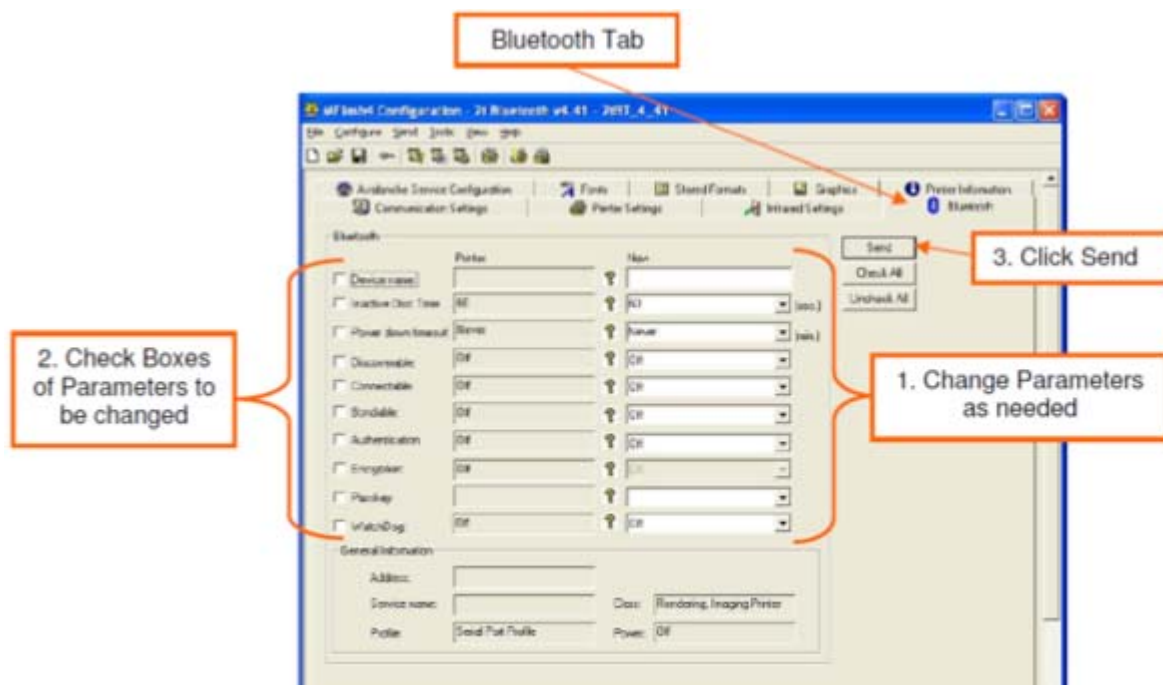 Bluetooth Tab
MFlash4 Configuration - 2t Bluetooth v4.41 - 2tBT_4_41
File Configure Send Tools View Help
Avalanche Service Configuration Fonts Stored Formats Graphics Printer Information
Communication Settings Printer Settings Infrared Settings Bluetooth
Bluetooth
Printer New
Send
3. Click Send
Device name:
Check All
Inactive Disc Time 60 60 (sec.)
Uncheck All
Power down timeout Never Never (min.)
2. Check Boxes
of Parameters to
be changed
Discoverable: Off Off
Connectable: Off Off
1. Change Parameters
as needed
Bondable: Off Off
Authentication Off Off
Encryption: Off
Passkey
WatchDog: Off Off
General Information
Address:
Service name: Class: Rendering, Imaging Printer
Profile: Serial Port Profile Power: Off